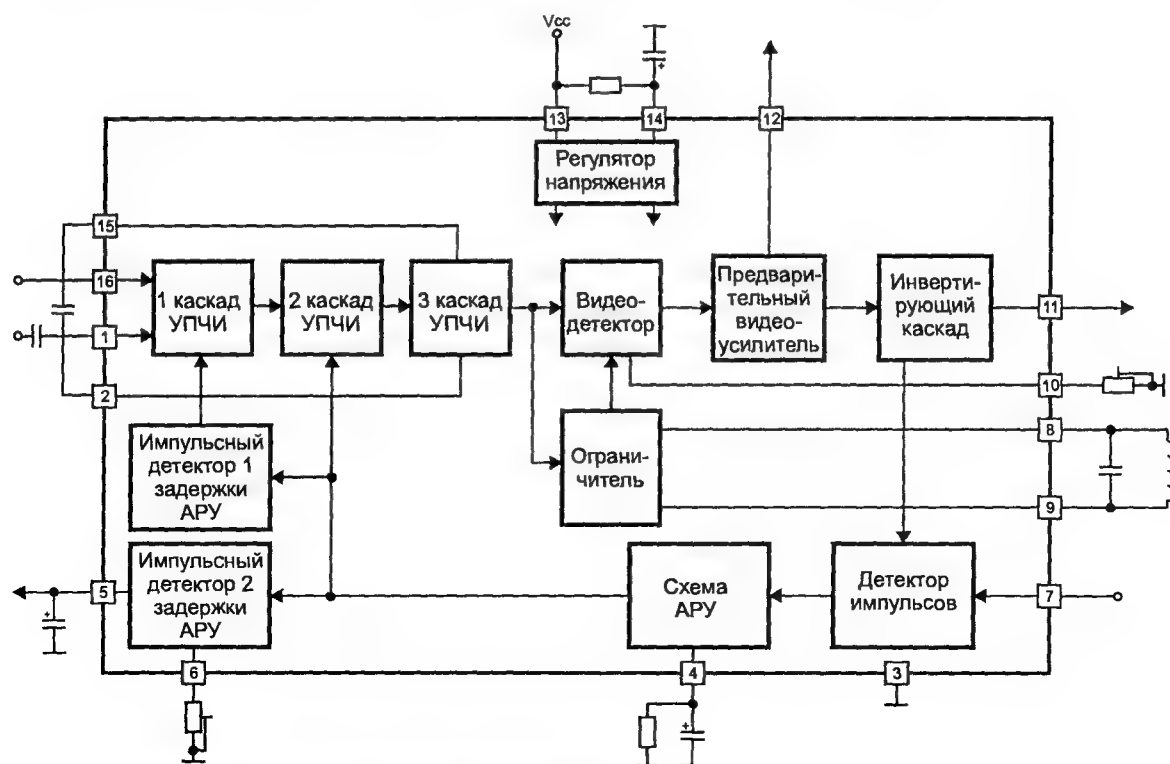 Vcc
13
14
12
Регулятор
напряжения
15
16
1
2
1 каскад
УПЧИ
2 каскад
УПЧИ
3 каскад
УПЧИ
Видео-
детектор
Предвари-
тельный
видео-
усилитель
Инверти-
рующий
каскад
11
10
8
9
Импульсный
детектор 1
задержки
АРУ
Ограни-
читель
Импульсный
детектор 2
задержки
АРУ
Схема
АРУ
Детектор
импульсов
5
7
6
4
3